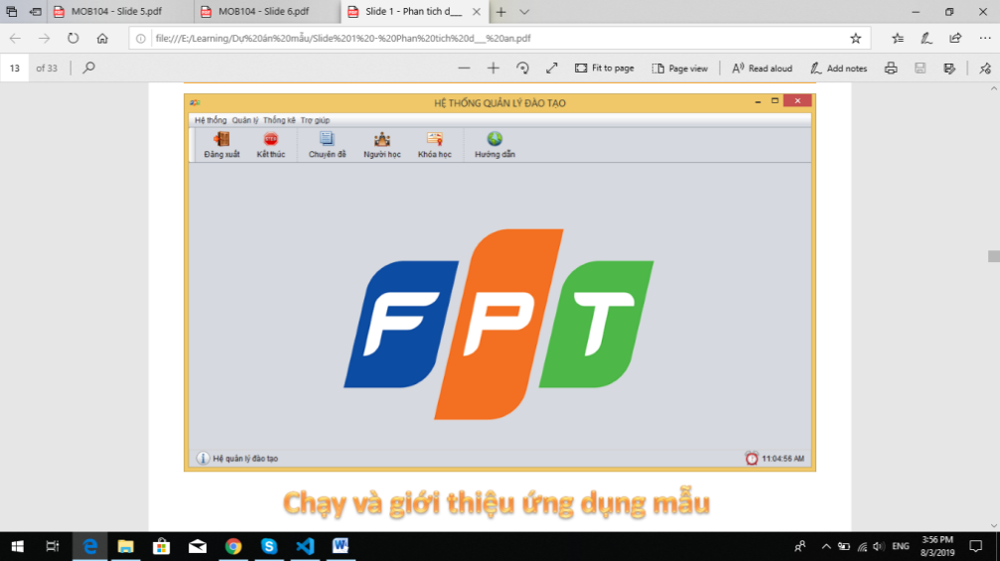 MOB104 - Slide 5.pdf
MOB104 - Slide 6.pdf
Slide 1 - Phan tich d___
file:///E:/Learning/Dự%20án%20mẫu/Slide%201%20-%20Phan%20tich%20d___%20an.pdf
13 of 33
Fit to page
Page view
Read aloud
Add notes
HỆ THỐNG QUẢN LÝ ĐÀO TẠO
Hệ thống Quản lý Thống kê Trợ giúp
Đăng xuất Kết thúc Chuyên đề Người học Khóa học Hướng dẫn
FPT
Hệ quản lý đào tạo
11:04:56 AM
Chạy và giới thiệu ứng dụng mẫu
ENG
3:56 PM
8/3/2019